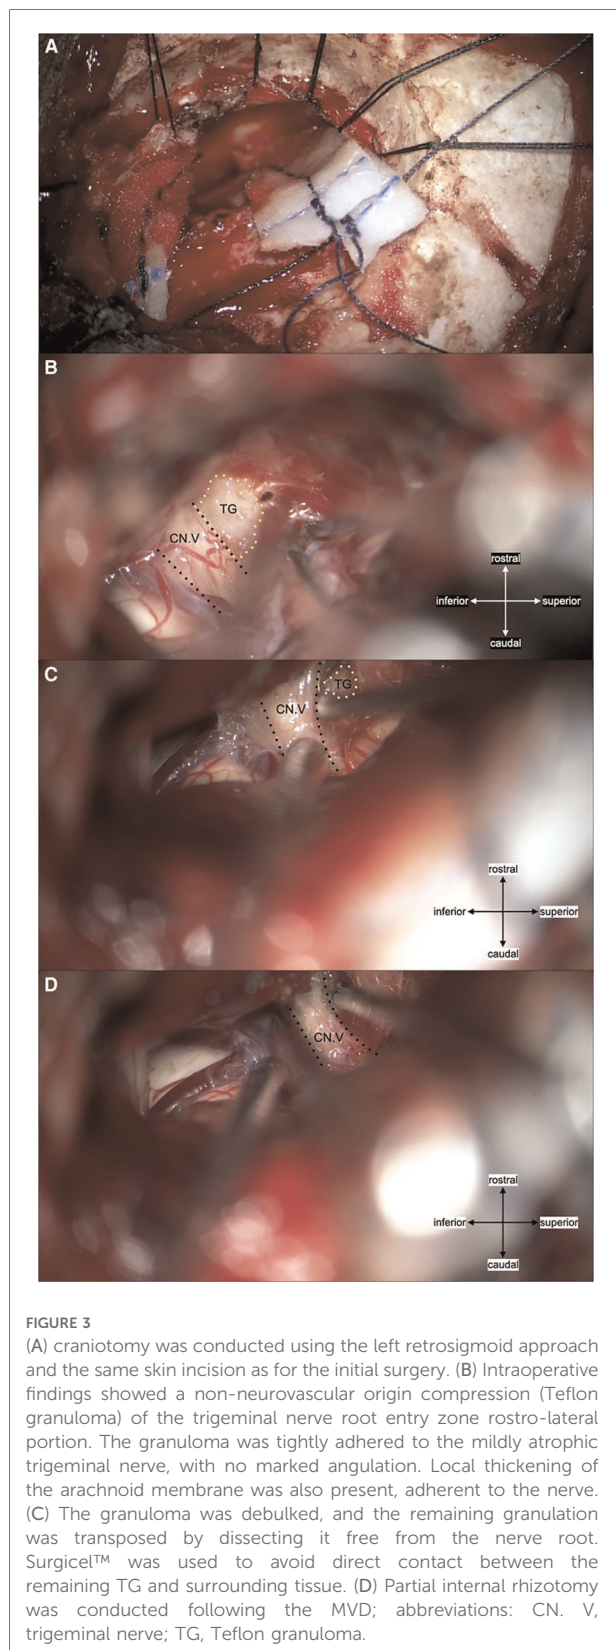 A
B
TG
CN.V
rostral
inferior
superior
caudal
C
TG
CN.V
rostral
inferior
superior
caudal
D
CN.V
rostral
inferior
superior
caudal
FIGURE 3
(A) craniotomy was conducted using the left retrosigmoid approach
and the same skin incision as for the initial surgery. (B) Intraoperative
findings showed a non-neurovascular origin compression (Teflon
granuloma) of the trigeminal nerve root entry zone rostro-lateral
portion. The granuloma was tightly adhered to the mildly atrophic
trigeminal nerve, with no marked angulation. Local thickening of
the arachnoid membrane was also present, adherent to the nerve.
(C) The granuloma was debulked, and the remaining granulation
was transposed by dissecting it free from the nerve root.
Surgicel™ was used to avoid direct contact between the
remaining TG and surrounding tissue. (D) Partial internal rhizotomy
was conducted following the MVD; abbreviations: CN. V,
trigeminal nerve; TG, Teflon granuloma.